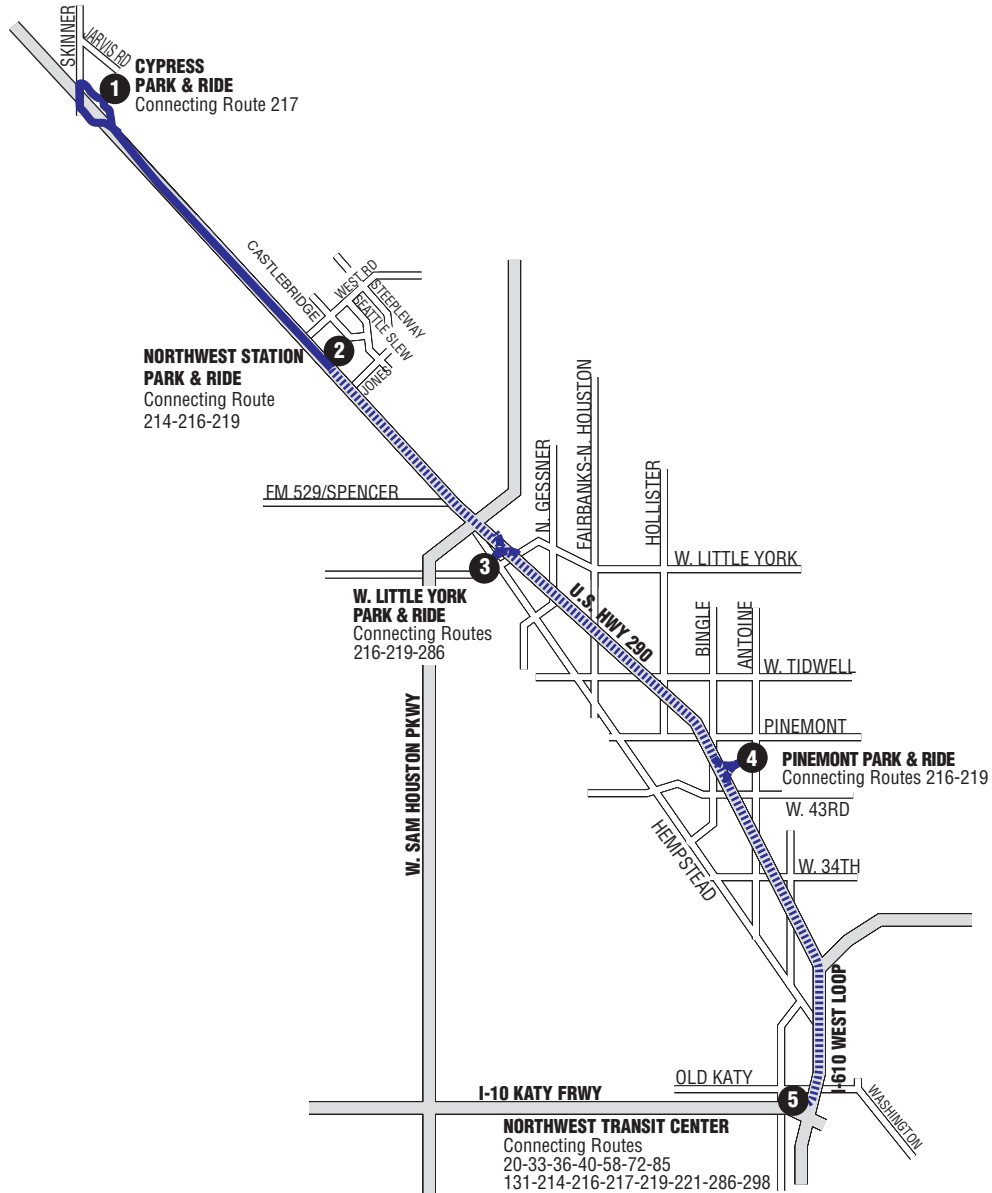 SKINNER
JARVIS RD
1
CYPRESS
PARK & RIDE
Connecting Route 217
CASTLEBRIDGE
WEST RD
STEEPLEWAY
SEATTLE SLEW
JONES
2
NORTHWEST STATION
PARK & RIDE
Connecting Route
214-216-219
FM 529/SPENCER
N. GESSNER
FAIRBANKS-N. HOUSTON
HOLLISTER
W. LITTLE YORK
3
W. LITTLE YORK
PARK & RIDE
Connecting Routes
216-219-286
U.S. HWY 290
BINGLE
ANTOINE
W. TIDWELL
W. SAM HOUSTON PKWY
PINEMONT
4
PINEMONT PARK & RIDE
Connecting Routes 216-219
W. 43RD
HEMPSTEAD
W. 34TH
I-610 WEST LOOP
OLD KATY
I-10 KATY FRWY
WASHINGTON
5
NORTHWEST TRANSIT CENTER
Connecting Routes
20-33-36-40-58-72-85
131-214-216-217-219-221-286-298